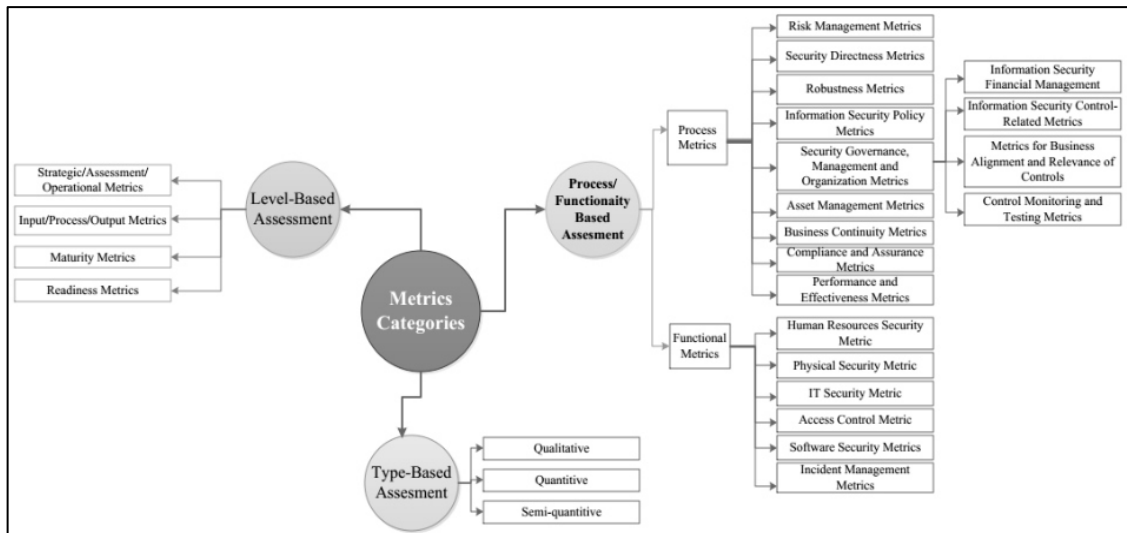 Metrics
Categories
Level-Based
Assessment
Strategic/Assessment/
Operational Metrics
Input/Process/Output Metrics
Maturity Metrics
Readiness Metrics
Type-Based
Assesment
Qualitative
Quantitive
Semi-quantitive
Process/
Functionaity
Based
Assesment
Process
Metrics
Risk Management Metrics
Security Directness Metrics
Robustness Metrics
Information Security Policy
Metrics
Security Governance,
Management and
Organization Metrics
Asset Management Metrics
Business Continuity Metrics
Compliance and Assurance
Metrics
Performance and
Effectiveness Metrics
Information Security
Financial Management
Information Security Control-
Related Metrics
Metrics for Business
Alignment and Relevance of
Controls
Control Monitoring and
Testing Metrics
Functional
Metrics
Human Resources Security
Metric
Physical Security Metric
IT Security Metric
Access Control Metric
Software Security Metrics
Incident Management
Metrics